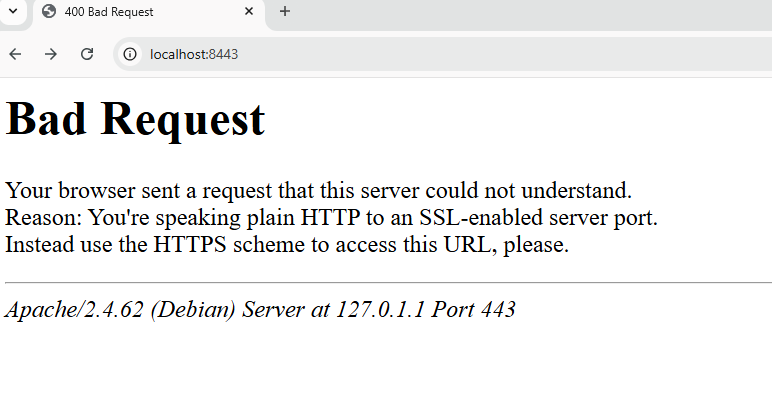 400 Bad Request
localhost:8443
Bad Request
Your browser sent a request that this server could not understand.
Reason: You're speaking plain HTTP to an SSL-enabled server port.
Instead use the HTTPS scheme to access this URL, please.
Apache/2.4.62 (Debian) Server at 127.0.1.1 Port 443